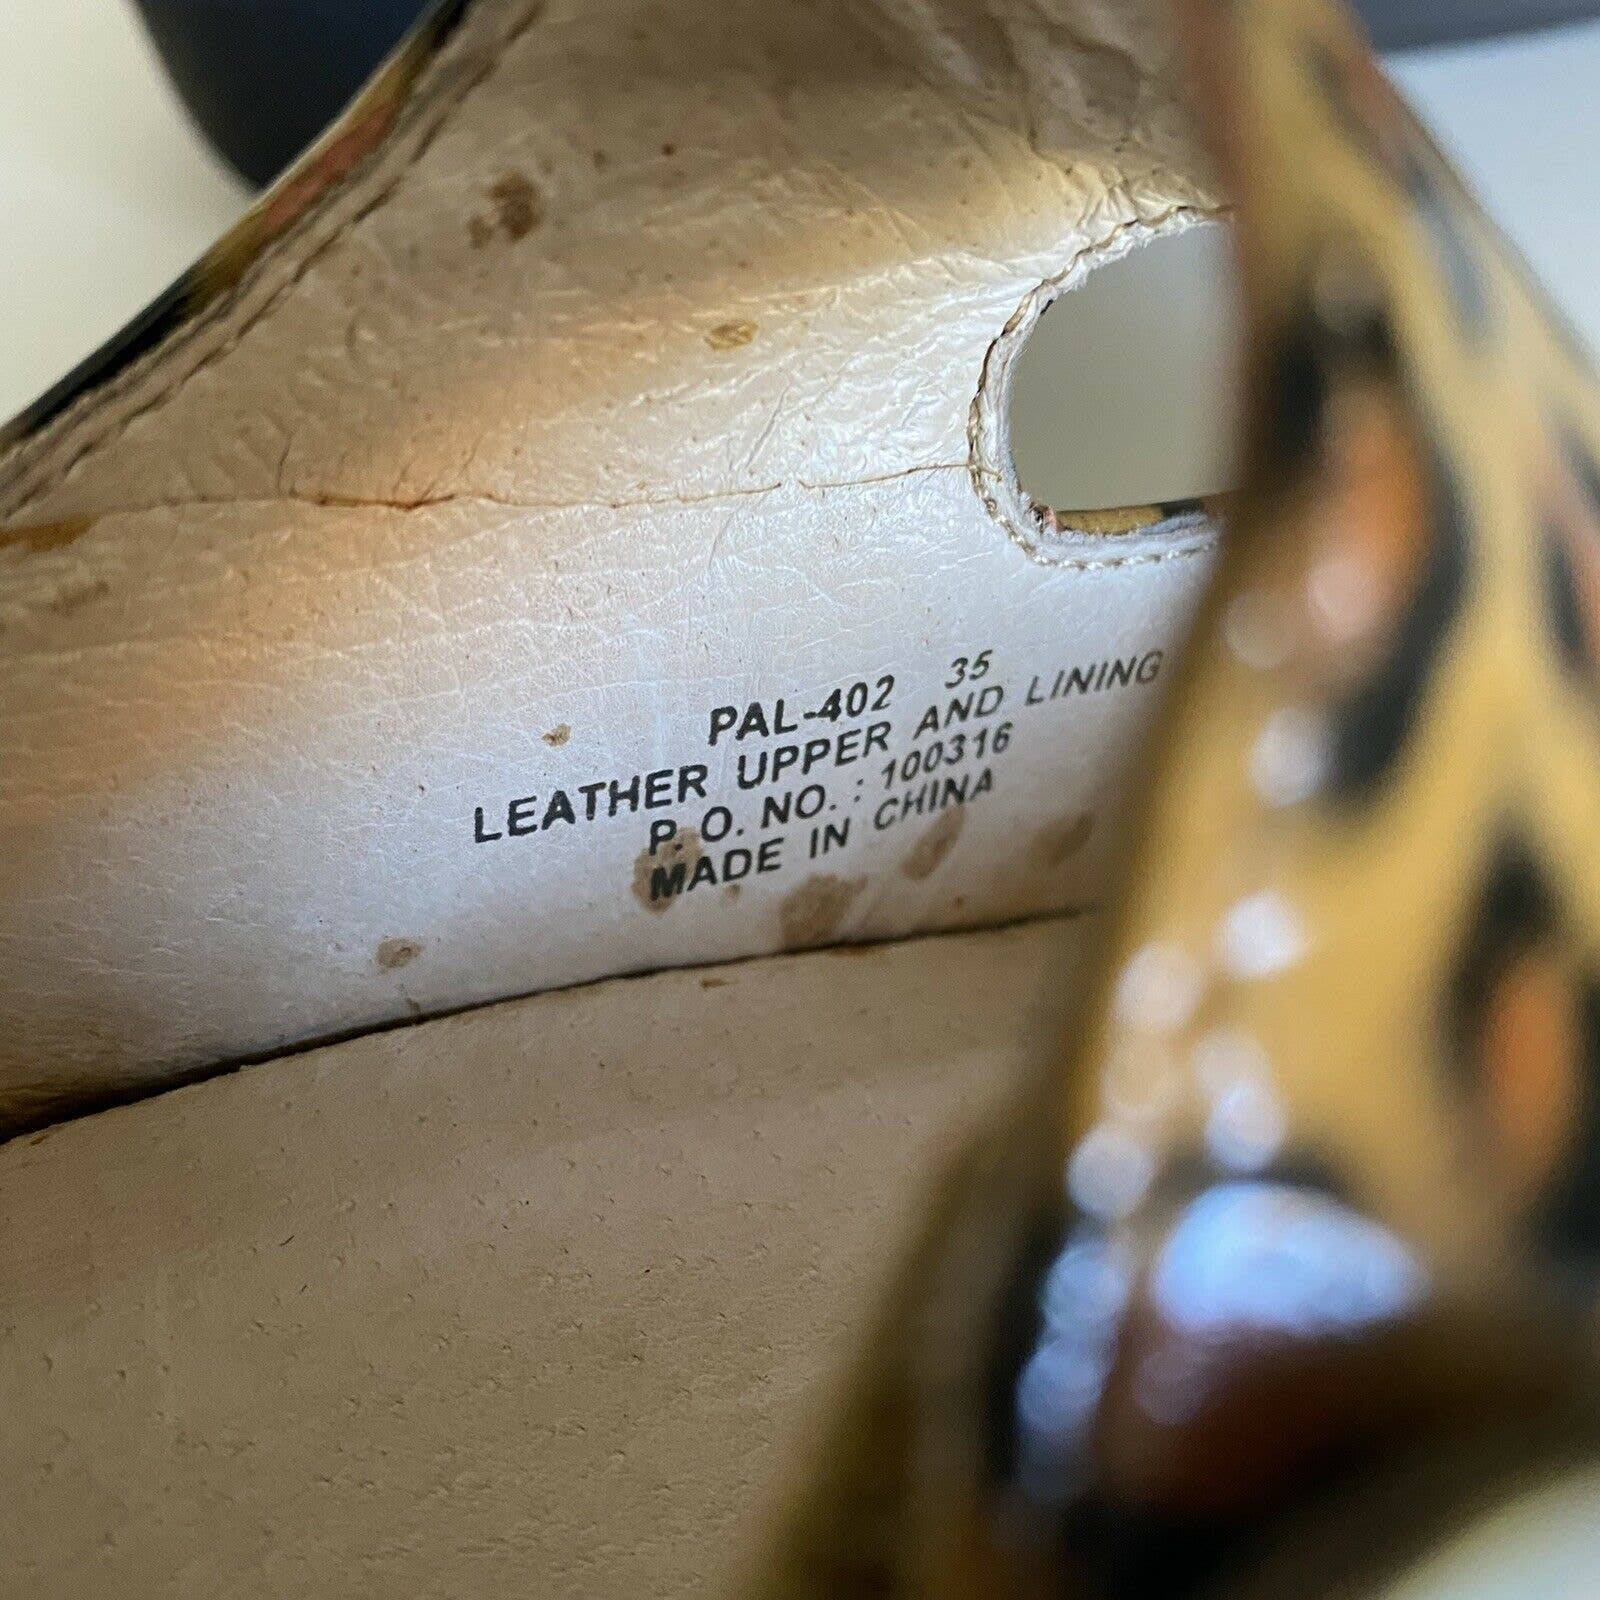 PAL-402 35
LEATHER UPPER AND LINING
P. O. NO. : 100316
MADE IN CHINA